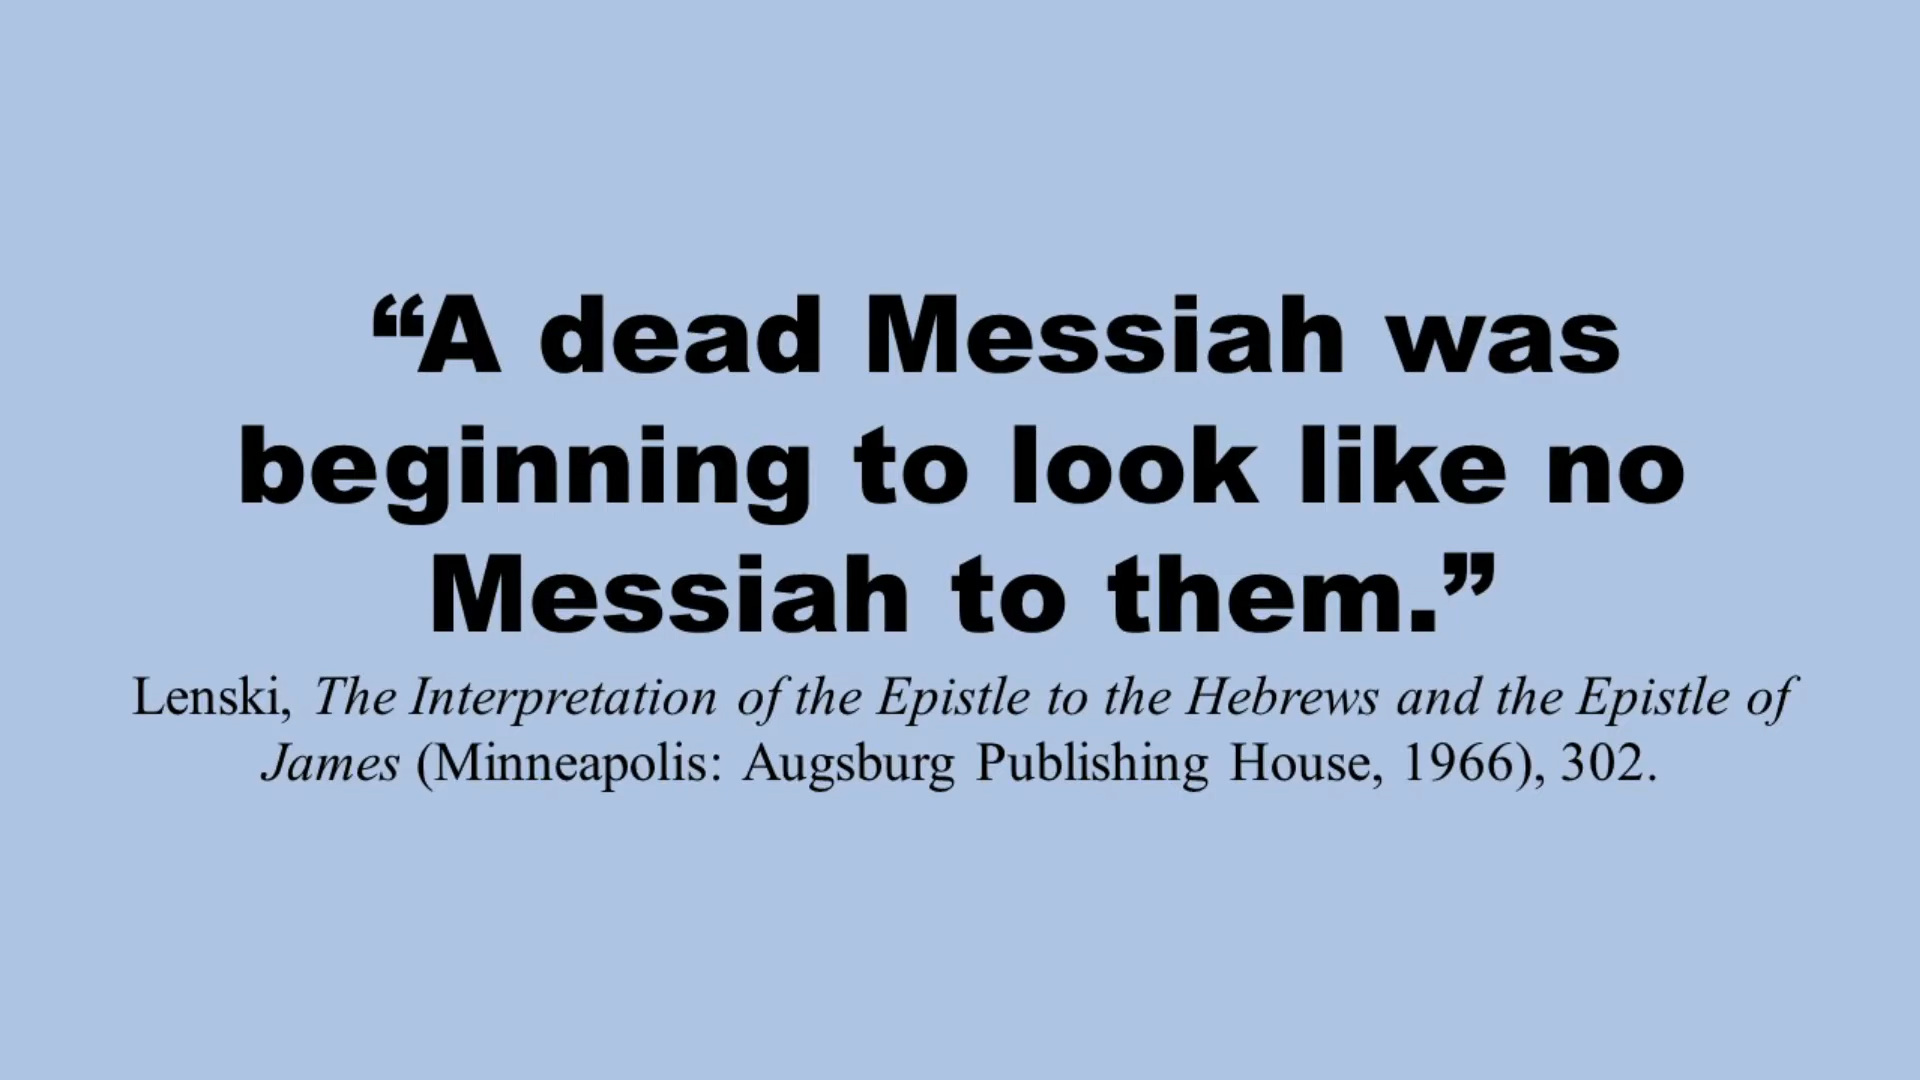 “A dead Messiah was
beginning to look like no
Messiah to them.”
Lenski, The Interpretation of the Epistle to the Hebrews and the Epistle of
James (Minneapolis: Augsburg Publishing House, 1966), 302.